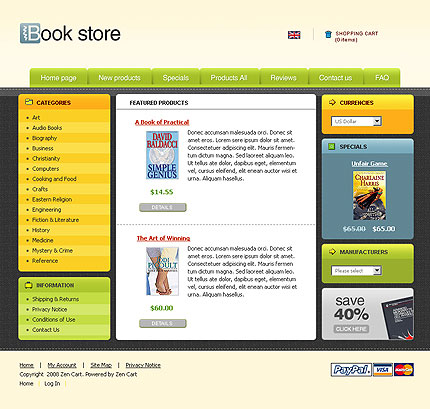 Book store
SHOPPING CART
(0 items)
Home page
New products
Specials
Products All
Reviews
Contact us
FAQ
CATEGORIES
Art
Audio Books
Biography
Business
Christianity
Computers
Cooking and Food
Crafts
Eastern Religion
Engineering
Fiction & Literature
History
Medicine
Mystery & Crime
Reference
INFORMATION
Shipping & Returns
Privacy Notice
Conditions of Use
Contact Us
FEATURED PRODUCTS
A Book of Practical
DAVID
BALDACCI
SIMPLE
GENIUS
Donec accumsan malesuada orci. Donec sit
amet eros. Lorem sere ipsum dolor sit amet.
Consectetuer adipiscing elit. Mauris fermen-
tum dictum magna. Sed laoreet aliquam leo. Ut
tellus dolor, dapibus eget, elementum vel,
cursus eleifend, elit. Aenean auctor wisi et
urna. Aliquam hasellus.
$14.55
DETAILS
The Art of Winning
Donec accumsan malesuada orci. Donec sit
amet eros. Lorem sere ipsum dolor sit amet.
Consectetuer adipiscing elit. Mauris fermen-
tum dictum magna. Sed laoreet aliquam leo. Ut
tellus dolor, dapibus eget, elementum vel,
cursus eleifend, elit. Aenean auctor wisi et
urna. Aliquam hasellus.
$60.00
DETAILS
CURRENCIES
US Dollar
SPECIALS
Unfair Game
CHARLAINE
HARRIS
$65.00 $65.00
MANUFACTURERS
Please select
save
40%
CLICK HERE
Home | My Account | Site Map | Privacy Notice
Copyright 2008 Zen Cart. Powered by Zen Cart
Home | Log In
PayPal VISA MasterCard